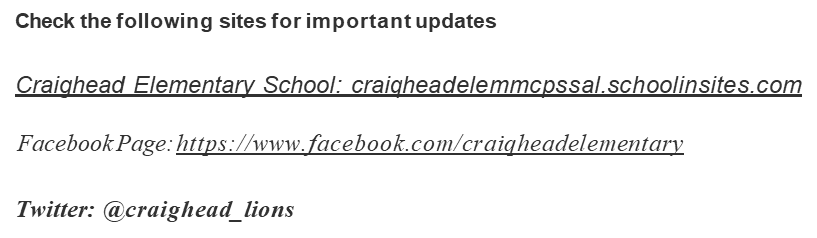 Check the following sites for important updates
Craighead Elementary School: craigheadelemmcpssal.schoolinsites.com
Facebook Page: https://www.facebook.com/craigheadelementary
Twitter: @craighead_lions